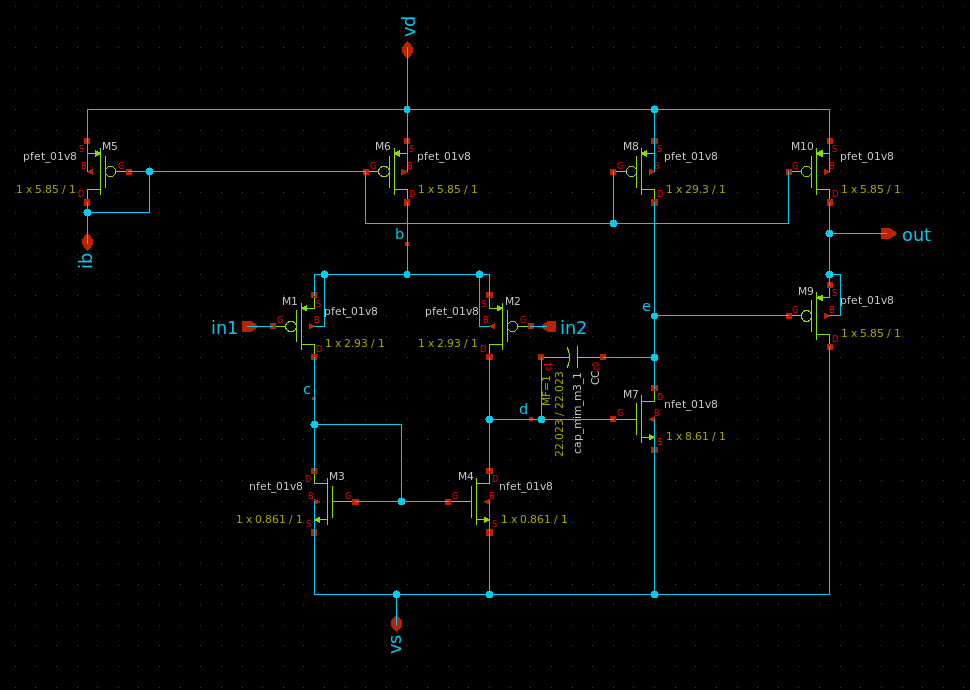 vd
M5
pfet_01v8
S
B
G
D
1 x 5.85 / 1
ib
M6
pfet_01v8
S
B
G
D
1 x 5.85 / 1
b
M8
pfet_01v8
S
B
G
D
1 x 29.3 / 1
M10
pfet_01v8
S
B
G
D
1 x 5.85 / 1
out
M1
pfet_01v8
S
B
G
D
1 x 2.93 / 1
in1
M2
pfet_01v8
S
B
G
D
1 x 2.93 / 1
in2
e
M9
pfet_01v8
S
B
G
D
1 x 5.85 / 1
c
d
c1
c0
CC
MF=1
22.023 / 22.023
cap_mim_m3_1
M7
nfet_01v8
D
B
G
S
1 x 8.61 / 1
M3
nfet_01v8
D
B
G
S
1 x 0.861 / 1
M4
nfet_01v8
D
B
G
S
1 x 0.861 / 1
vs